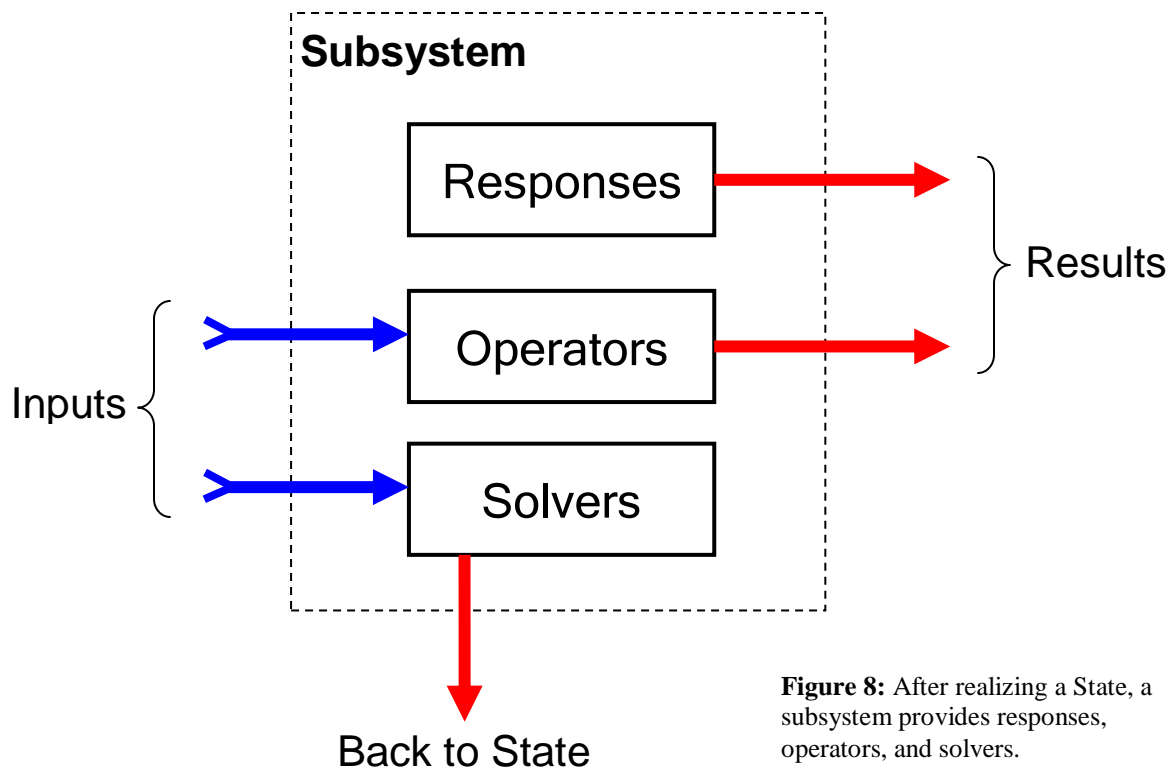 Subsystem
Responses
Results
Operators
Inputs
Solvers
Back to State
Figure 8: After realizing a State, a
subsystem provides responses,
operators, and solvers.